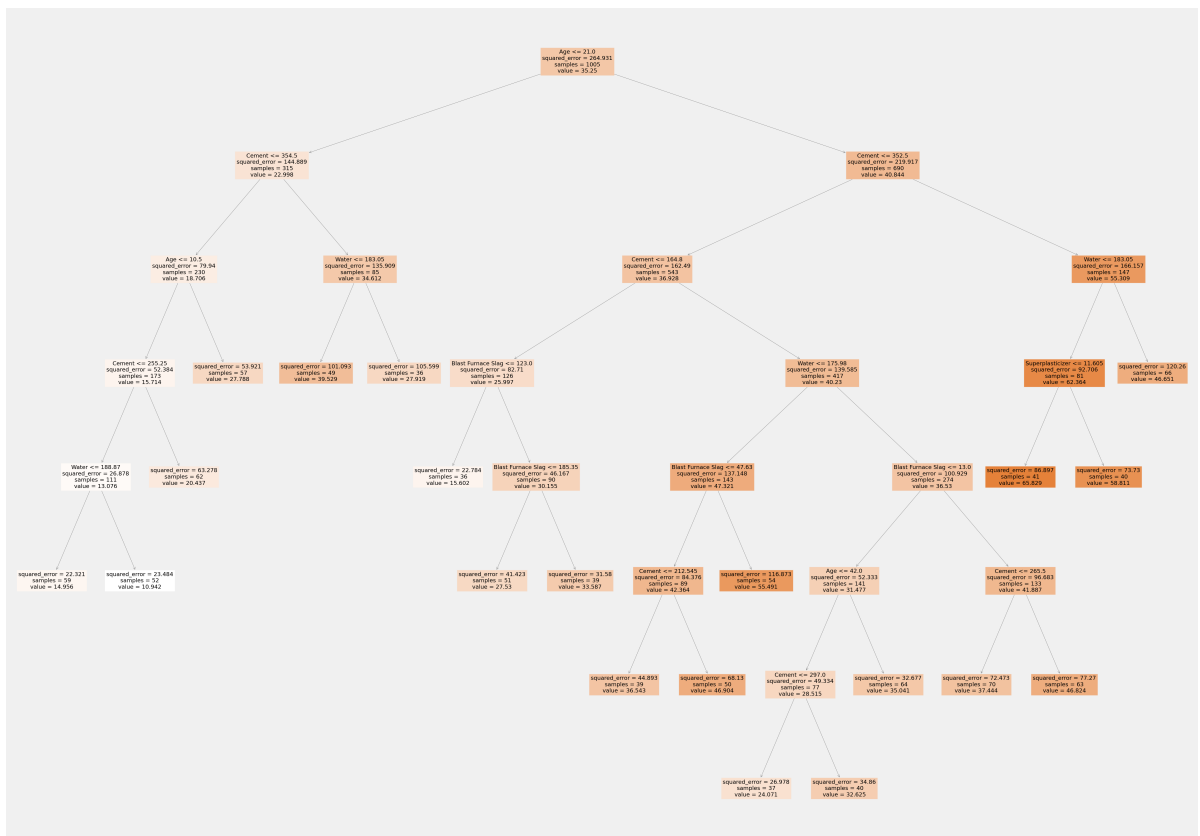 Age <= 21.0
squared_error = 264.931
samples = 1005
value = 35.25
Cement <= 354.5
squared_error = 144.889
samples = 315
value = 22.998
Cement <= 352.5
squared_error = 219.917
samples = 690
value = 40.844
Age <= 10.5
squared_error = 79.94
samples = 230
value = 18.706
Water <= 183.05
squared_error = 135.909
samples = 85
value = 34.612
Cement <= 164.8
squared_error = 162.49
samples = 543
value = 36.928
Water <= 183.05
squared_error = 166.157
samples = 147
value = 55.309
Cement <= 255.25
squared_error = 52.384
samples = 173
value = 15.714
squared_error = 53.921
samples = 57
value = 27.788
squared_error = 101.093
samples = 49
value = 39.529
squared_error = 105.599
samples = 36
value = 27.919
Blast Furnace Slag <= 123.0
squared_error = 82.71
samples = 126
value = 25.997
Water <= 175.98
squared_error = 139.585
samples = 417
value = 40.23
Superplasticizer <= 11.605
squared_error = 92.706
samples = 81
value = 62.364
squared_error = 120.26
samples = 66
value = 46.651
Water <= 188.87
squared_error = 26.878
samples = 111
value = 13.076
squared_error = 63.278
samples = 62
value = 20.437
squared_error = 22.784
samples = 36
value = 15.602
Blast Furnace Slag <= 185.35
squared_error = 46.167
samples = 90
value = 30.155
Blast Furnace Slag <= 47.63
squared_error = 137.148
samples = 143
value = 47.321
Blast Furnace Slag <= 13.0
squared_error = 100.929
samples = 274
value = 36.53
squared_error = 86.897
samples = 41
value = 65.829
squared_error = 73.73
samples = 40
value = 58.811
squared_error = 22.321
samples = 59
value = 14.956
squared_error = 23.484
samples = 52
value = 10.942
squared_error = 41.423
samples = 51
value = 27.53
squared_error = 31.58
samples = 39
value = 33.587
Cement <= 212.545
squared_error = 84.376
samples = 89
value = 42.364
squared_error = 116.873
samples = 54
value = 55.491
Age <= 42.0
squared_error = 52.333
samples = 141
value = 31.477
Cement <= 265.5
squared_error = 96.683
samples = 133
value = 41.887
squared_error = 44.893
samples = 39
value = 36.543
squared_error = 68.13
samples = 50
value = 46.904
Cement <= 297.0
squared_error = 49.334
samples = 77
value = 28.515
squared_error = 32.677
samples = 64
value = 35.041
squared_error = 72.473
samples = 70
value = 37.444
squared_error = 77.27
samples = 63
value = 46.824
squared_error = 26.978
samples = 37
value = 24.071
squared_error = 34.86
samples = 40
value = 32.625